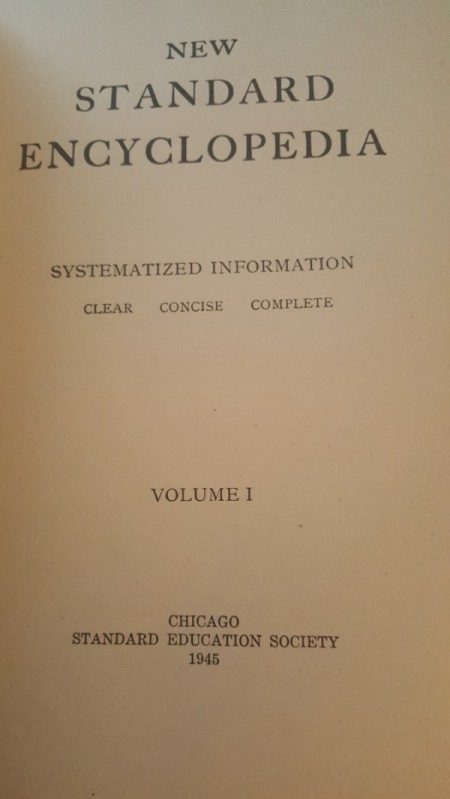 NEW
STANDARD
ENCYCLOPEDIA
SYSTEMATIZED INFORMATION
CLEAR CONCISE COMPLETE
VOLUME I
CHICAGO
STANDARD EDUCATION SOCIETY
1945